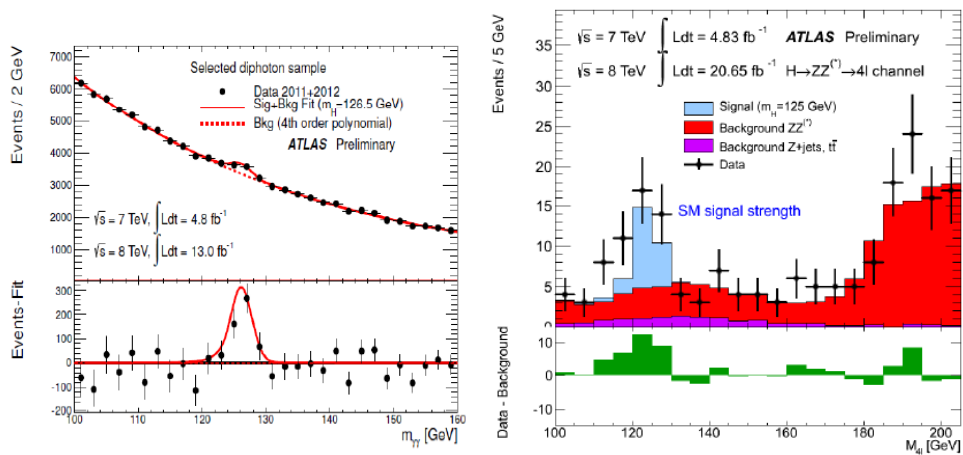 Events / 2 GeV
7000
6000
5000
4000
3000
2000
1000
Selected diphoton sample
Data 2011+2012
Sig+Bkg Fit (m_H=126.5 GeV)
Bkg (4th order polynomial)
ATLAS Preliminary
√s = 7 TeV, ∫Ldt = 4.8 fb⁻¹
√s = 8 TeV, ∫Ldt = 13.0 fb⁻¹
Events-Fit
300
200
100
0
-100
-200
100 110 120 130 140 150 160
m_γγ [GeV]
Events / 5 GeV
35
30
25
20
15
10
5
0
√s = 7 TeV ∫ Ldt = 4.83 fb⁻¹ ATLAS Preliminary
√s = 8 TeV ∫ Ldt = 20.65 fb⁻¹ H→ZZ⁽*⁾→4l channel
Signal (m_H=125 GeV)
Background ZZ⁽*⁾
Background Z+jets, tt̄
Data
SM signal strength
Data - Background
10
0
-10
100 120 140 160 180 200
M_4l [GeV]